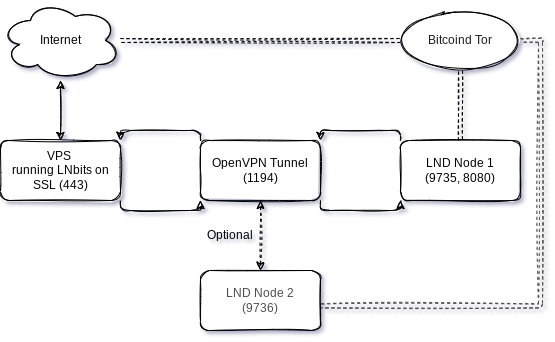 Internet
Bitcoind Tor
VPS
running LNbits on
SSL (443)
OpenVPN Tunnel
(1194)
LND Node 1
(9735, 8080)
Optional
LND Node 2
(9736)